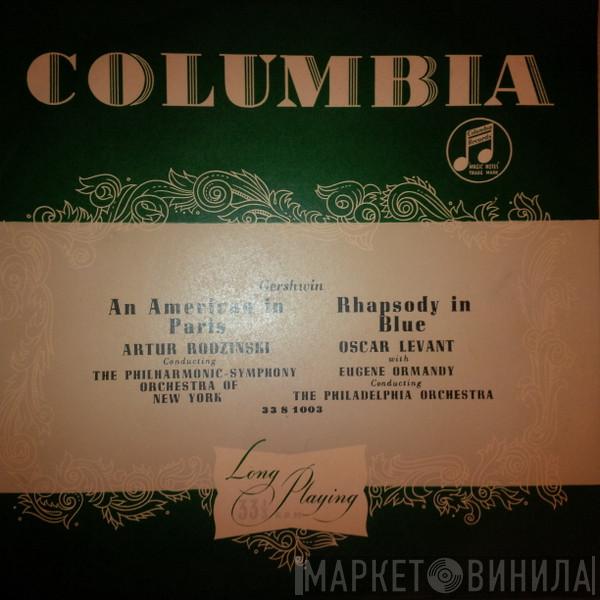 COLUMBIA
Columbia Records
MAGIC NOTES
TRADE MARK
Gershwin
An American in
Paris
ARTUR RODZINSKI
Conducting
THE PHILHARMONIC-SYMPHONY
ORCHESTRA OF
NEW YORK
Rhapsody in
Blue
OSCAR LEVANT
with
EUGENE ORMANDY
Conducting
THE PHILADELPHIA ORCHESTRA
33 S 1003
Long
Playing
33⅓
МАРКЕТ ВИНИЛА